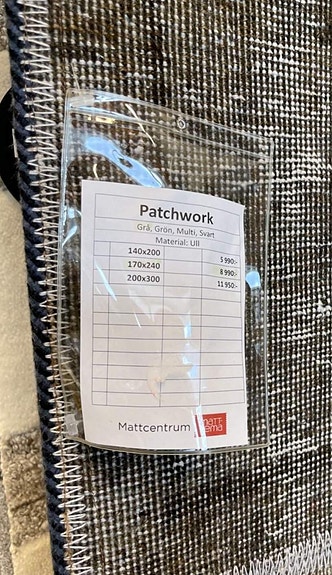 Patchwork
Grå, Grön, Multi, Svart
Material: Ull
140x200 5 990:-
170x240 8 990:-
200x300 11 950:-
Mattcentrum